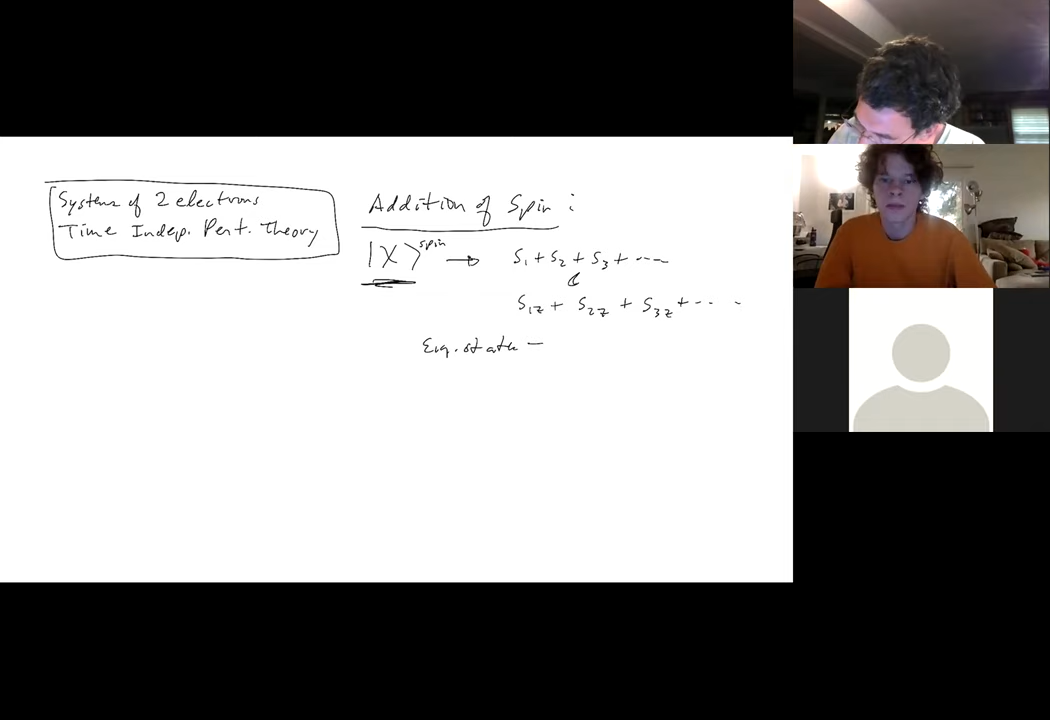 Systems of 2 electrons
Time Indep. Pert. Theory
Addition of Spin :
|X⟩ spin → S1 + S2 + S3 + ----
&
S1z + S2z + S3z + -- - -
Eig. state —